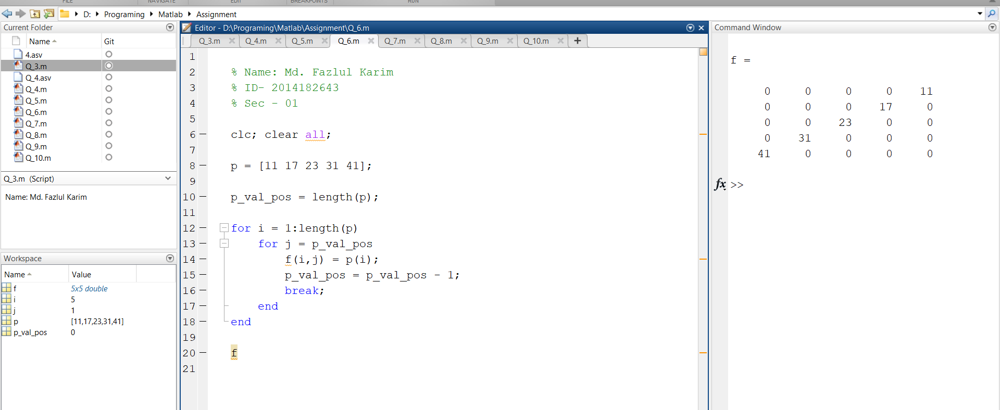 FILE NAVIGATE EDIT BREAKPOINTS RUN
D: Programing Matlab Assignment
Current Folder
Name Git
4.asv
Q_3.m
Q_4.asv
Q_4.m
Q_5.m
Q_6.m
Q_7.m
Q_8.m
Q_9.m
Q_10.m
Q_3.m (Script)
Name: Md. Fazlul Karim
Workspace
Name Value
f 5x5 double
i 5
j 1
p [11,17,23,31,41]
p_val_pos 0
Editor - D:\Programing\Matlab\Assignment\Q_6.m
Q_3.m Q_4.m Q_5.m Q_6.m Q_7.m Q_8.m Q_9.m Q_10.m +
1
2 % Name: Md. Fazlul Karim
3 % ID- 2014182643
4 % Sec - 01
5
6 clc; clear all;
7
8 p = [11 17 23 31 41];
9
10 p_val_pos = length(p);
11
12 for i = 1:length(p)
13 for j = p_val_pos
14 f(i,j) = p(i);
15 p_val_pos = p_val_pos - 1;
16 break;
17 end
18 end
19
20 f
21
Command Window
f =
0 0 0 0 11
0 0 0 17 0
0 0 23 0 0
0 31 0 0 0
41 0 0 0 0
fx >>